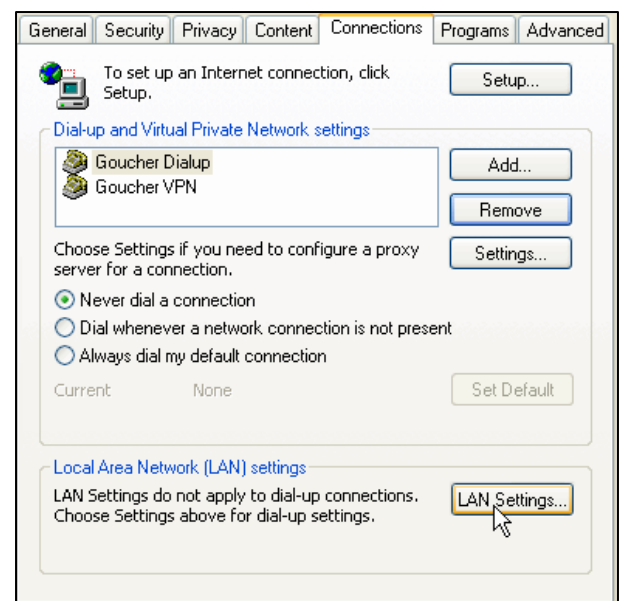 General Security Privacy Content Connections Programs Advanced
To set up an Internet connection, click
Setup.
Setup...
Dial-up and Virtual Private Network settings
Goucher Dialup
Goucher VPN
Add...
Remove
Choose Settings if you need to configure a proxy
server for a connection.
Settings...
Never dial a connection
Dial whenever a network connection is not present
Always dial my default connection
Current None
Set Default
Local Area Network (LAN) settings
LAN Settings do not apply to dial-up connections.
Choose Settings above for dial-up settings.
LAN Settings...